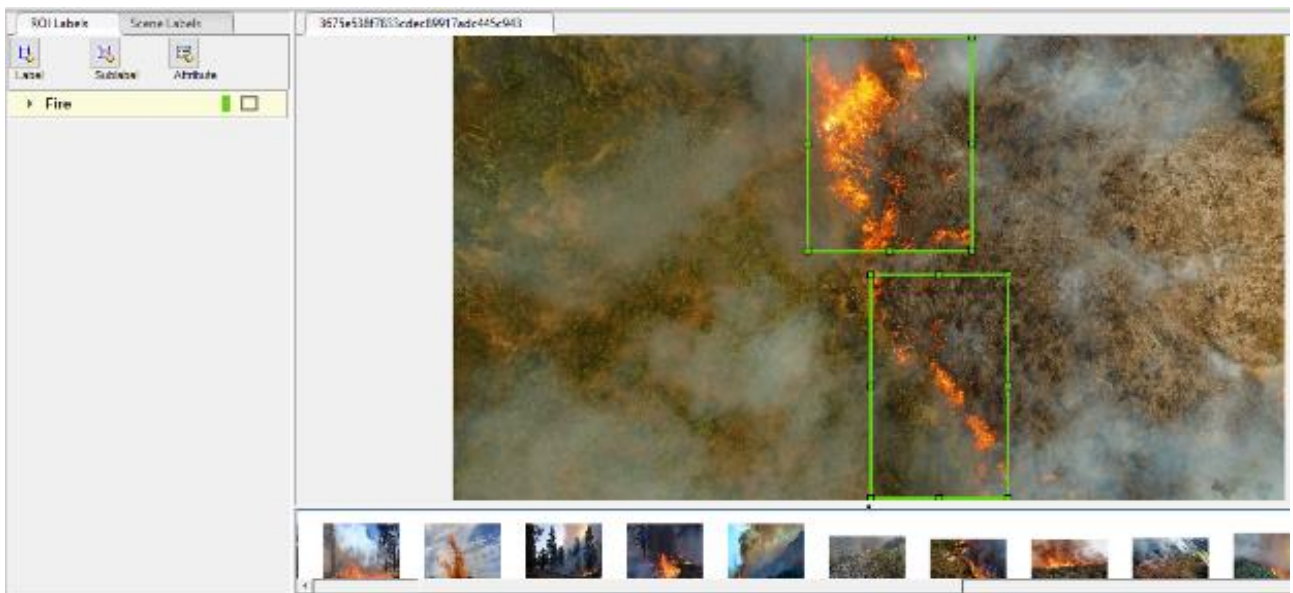 ROI Labels
Scene Labels
Label
Sublabel
Attribute
Fire